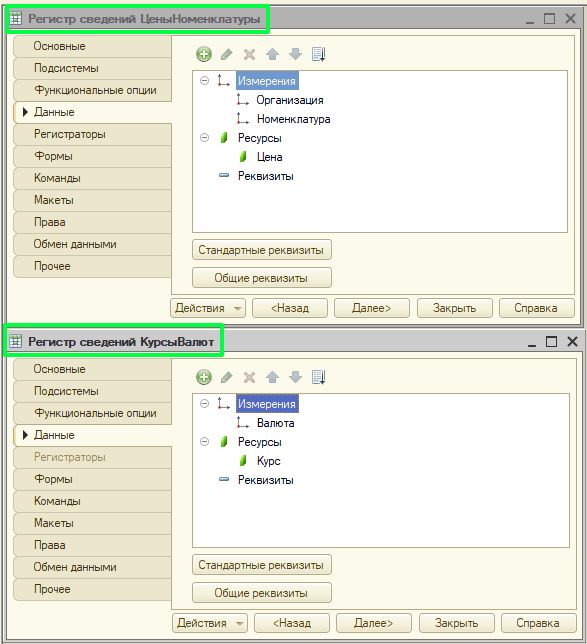 Регистр сведений ЦеныНоменклатуры
Основные
Подсистемы
Функциональные опции
Данные
Регистраторы
Формы
Команды
Макеты
Права
Обмен данными
Прочее
Измерения
Организация
Номенклатура
Ресурсы
Цена
Реквизиты
Стандартные реквизиты
Общие реквизиты
Действия
<Назад
Далее>
Закрыть
Справка
Регистр сведений КурсыВалют
Основные
Подсистемы
Функциональные опции
Данные
Регистраторы
Формы
Команды
Макеты
Права
Обмен данными
Прочее
Измерения
Валюта
Ресурсы
Курс
Реквизиты
Стандартные реквизиты
Общие реквизиты
Действия
<Назад
Далее>
Закрыть
Справка